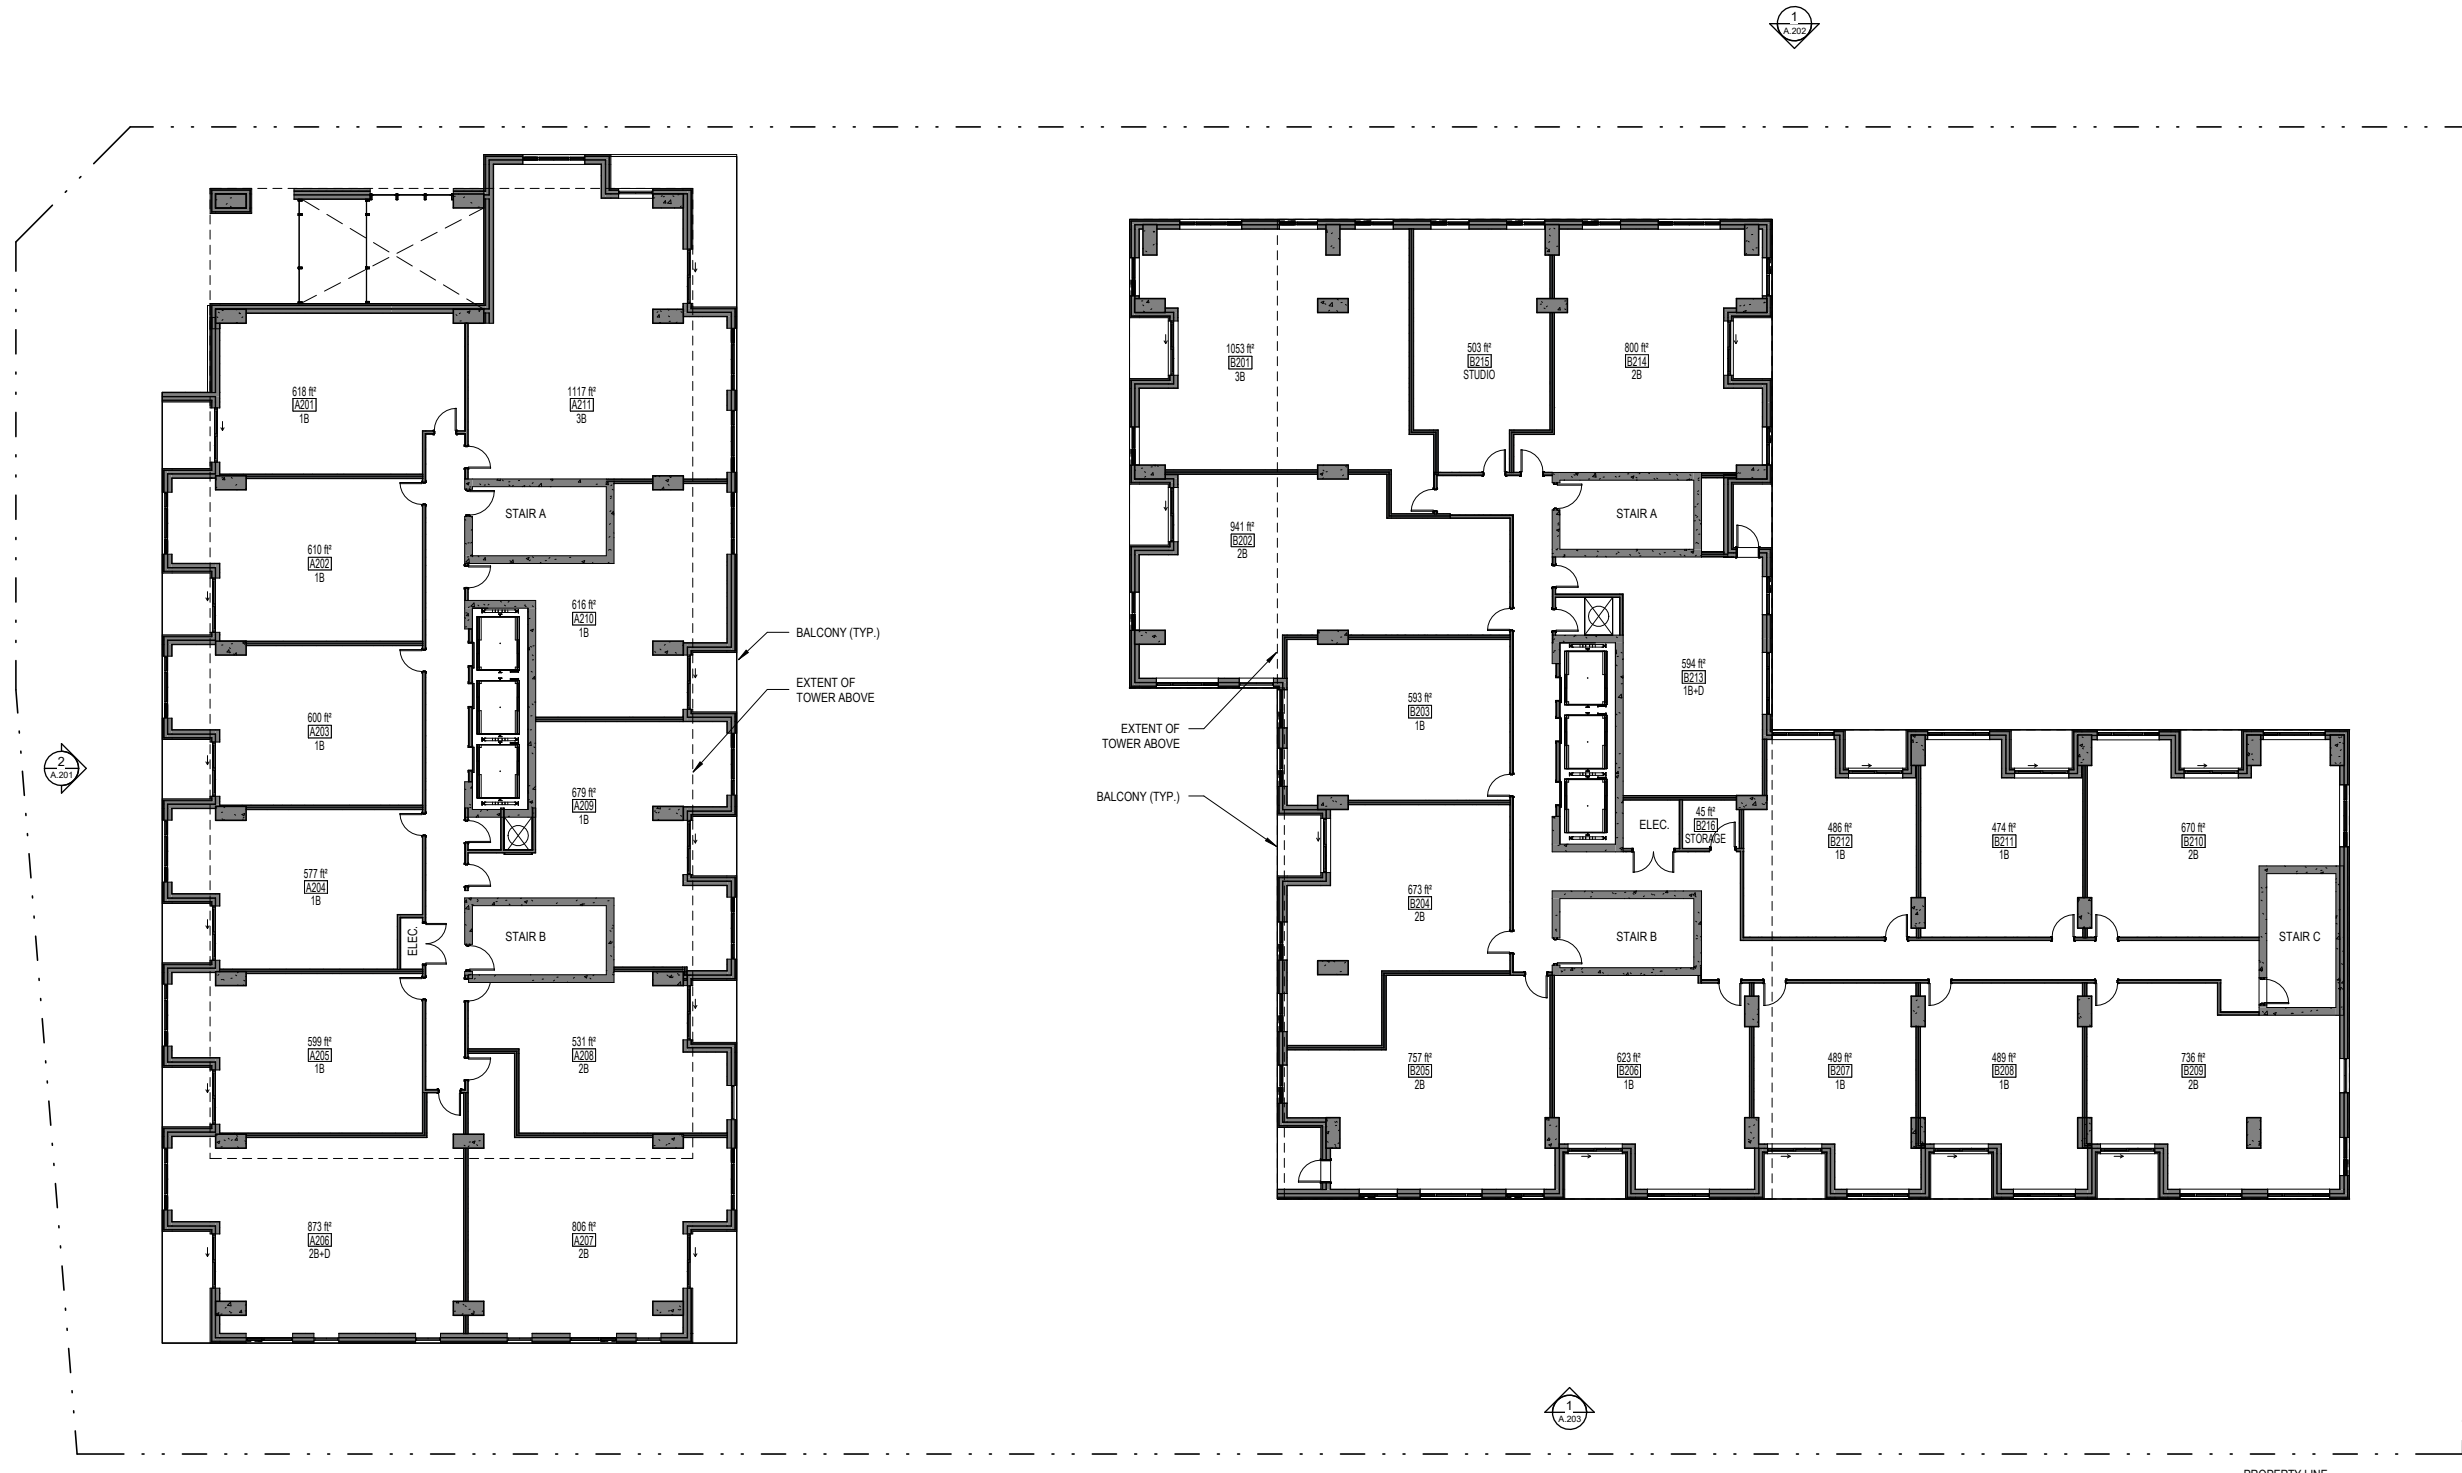 1
A.202
618 ft²
A201
1B
1117 ft²
A211
3B
STAIR A
610 ft²
A202
1B
616 ft²
A210
1B
BALCONY (TYP.)
EXTENT OF
TOWER ABOVE
600 ft²
A203
1B
2
A.201
679 ft²
A209
1B
577 ft²
A204
1B
ELEC.
STAIR B
599 ft²
A205
1B
531 ft²
A208
2B
873 ft²
A206
2B+D
806 ft²
A207
2B
1053 ft²
B201
3B
503 ft²
B215
STUDIO
800 ft²
B214
2B
STAIR A
941 ft²
B202
2B
594 ft²
B213
1B+D
593 ft²
B203
1B
EXTENT OF
TOWER ABOVE
BALCONY (TYP.)
ELEC.
45 ft²
B216
STORAGE
486 ft²
B212
1B
474 ft²
B211
1B
670 ft²
B210
2B
673 ft²
B204
2B
STAIR B
STAIR C
757 ft²
B205
2B
623 ft²
B206
1B
489 ft²
B207
1B
489 ft²
B208
1B
736 ft²
B209
2B
1
A.203
PROPERTY LINE